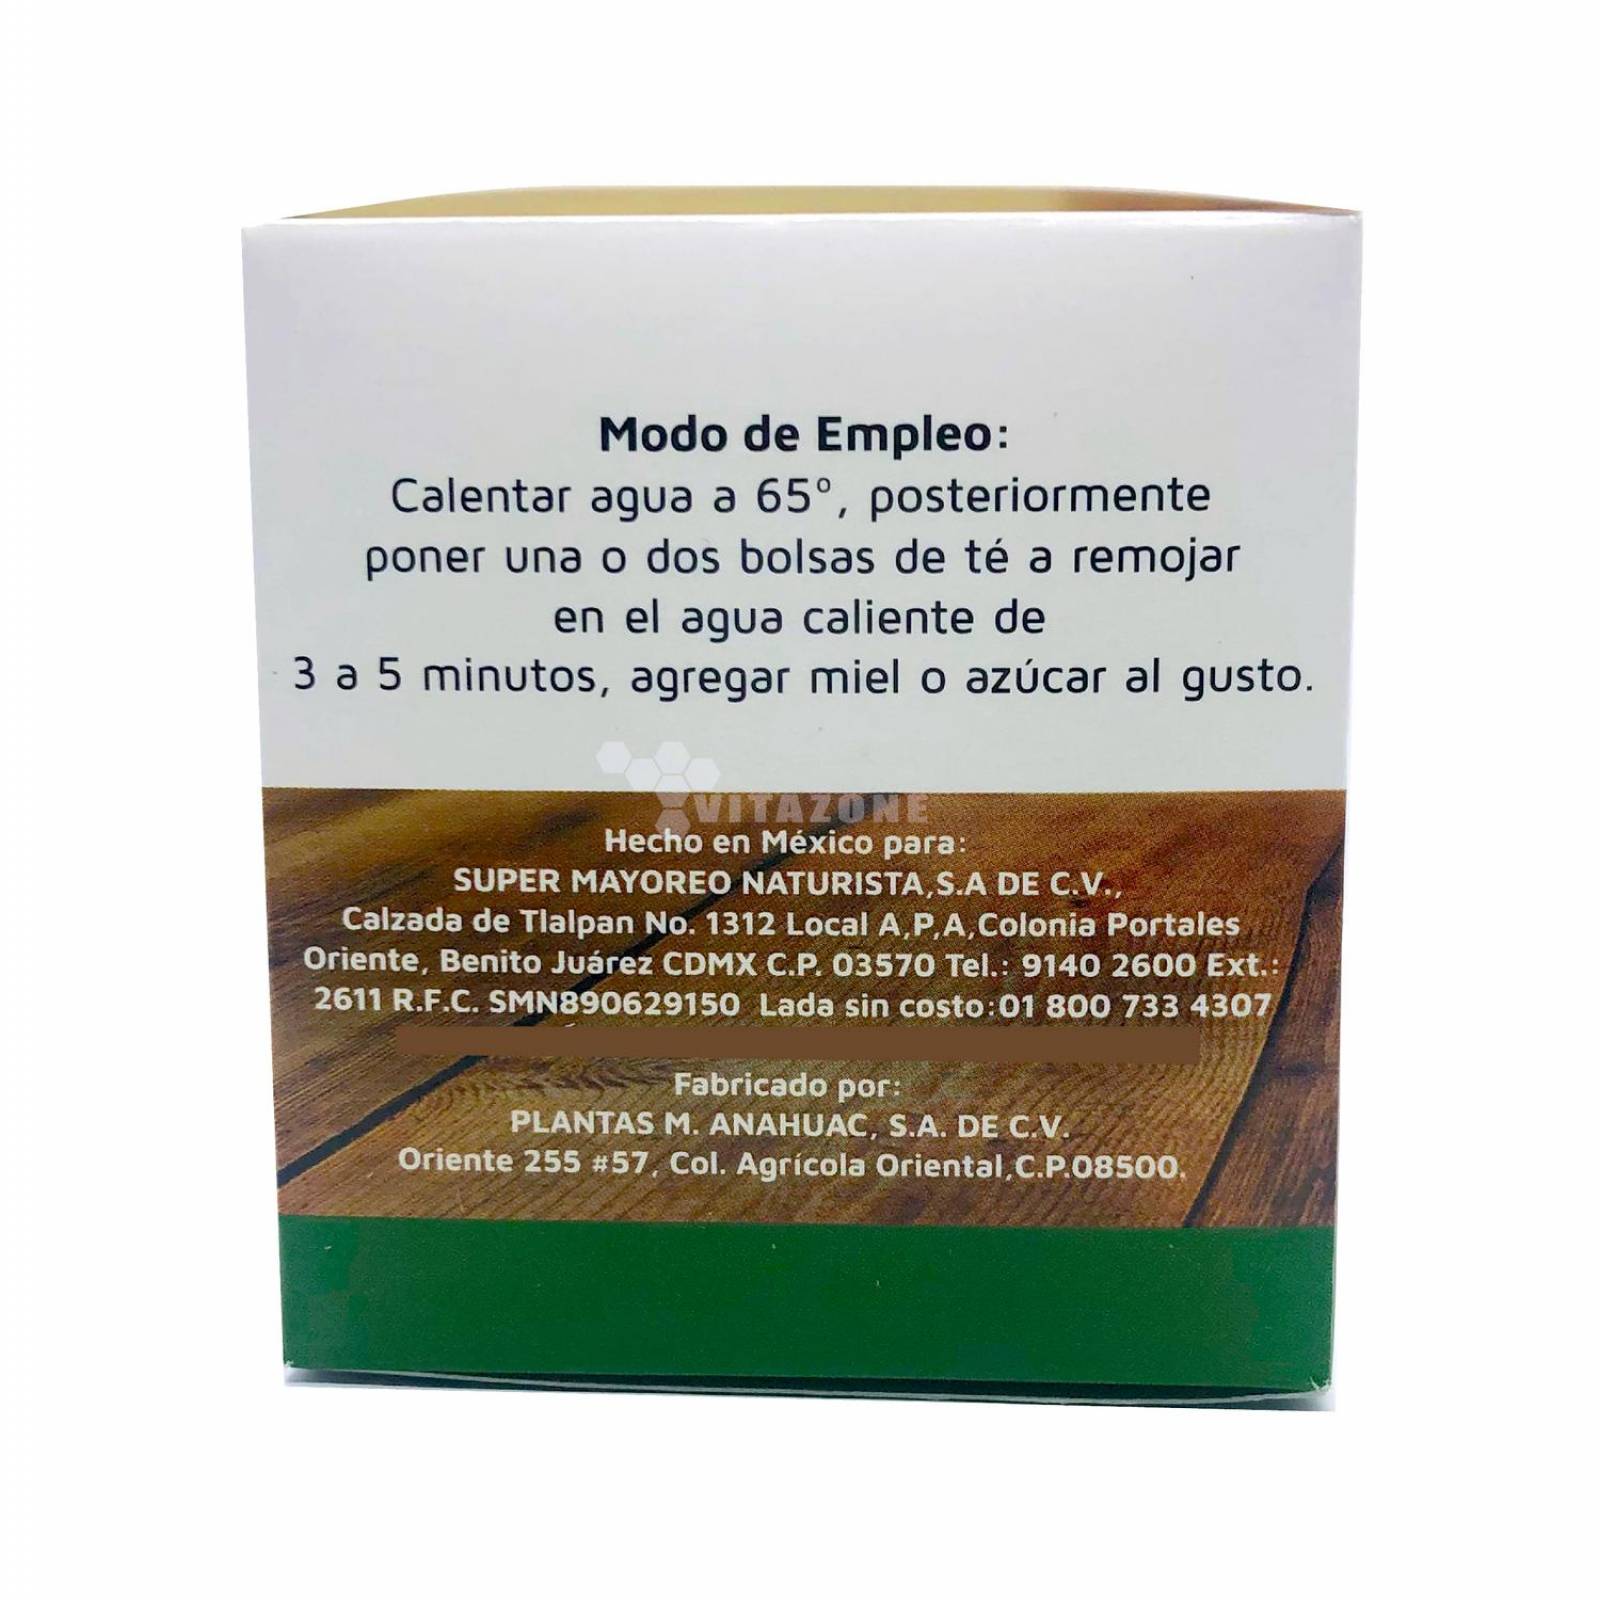 Modo de Empleo:
Calentar agua a 65°, posteriormente
poner una o dos bolsas de té a remojar
en el agua caliente de
3 a 5 minutos, agregar miel o azúcar al gusto.
VITAZONE
Hecho en México para:
SUPER MAYOREO NATURISTA,S.A DE C.V.,
Calzada de Tlalpan No. 1312 Local A,P,A,Colonia Portales
Oriente, Benito Juárez CDMX C.P. 03570 Tel.: 9140 2600 Ext.:
2611 R.F.C. SMN890629150 Lada sin costo:01 800 733 4307
Fabricado por:
PLANTAS M. ANAHUAC, S.A. DE C.V.
Oriente 255 #57, Col. Agrícola Oriental,C.P.08500.